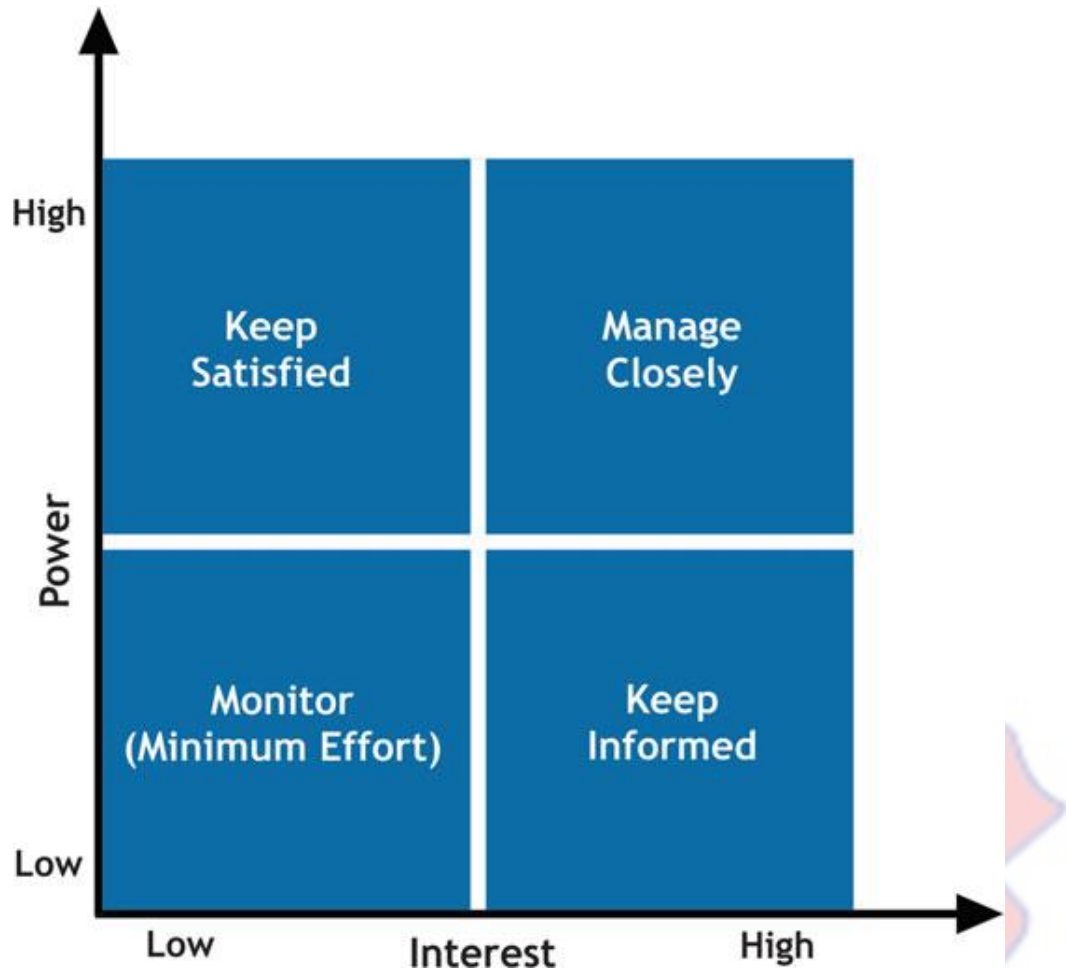 High
Keep
Satisfied
Manage
Closely
Power
Monitor
(Minimum Effort)
Keep
Informed
Low
Low
Interest
High